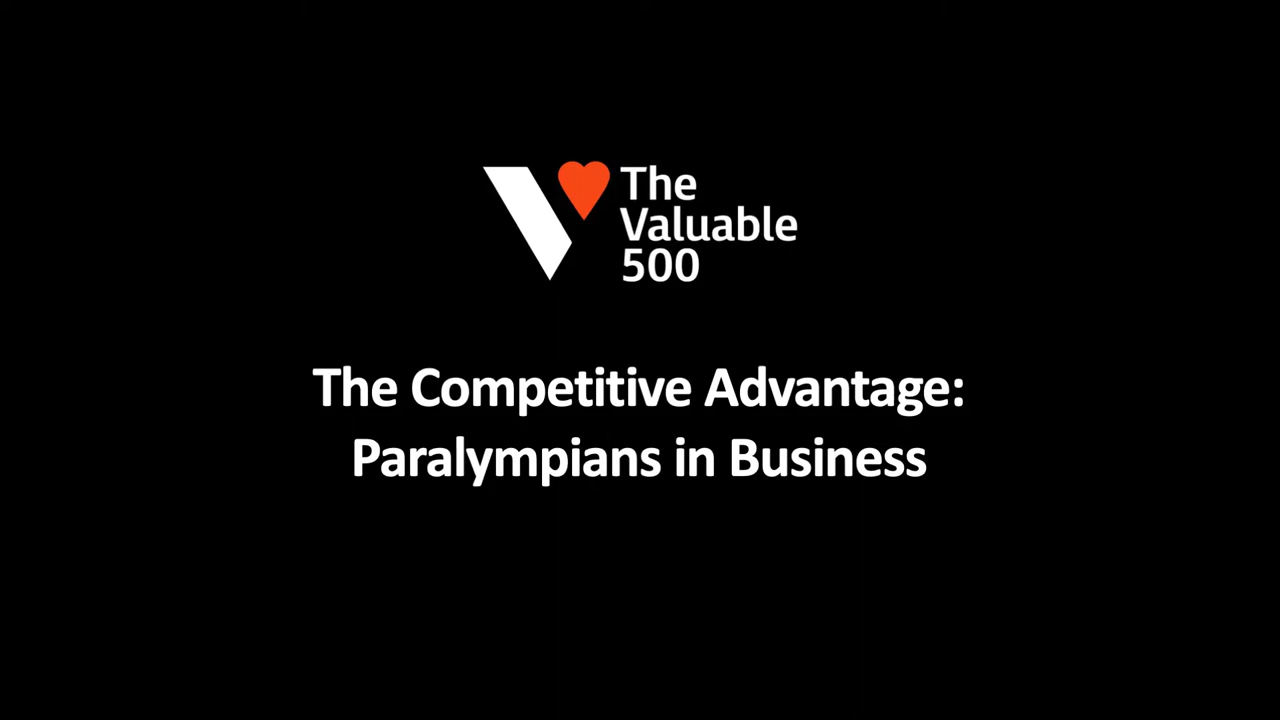 The
Valuable
500
The Competitive Advantage:
Paralympians in Business